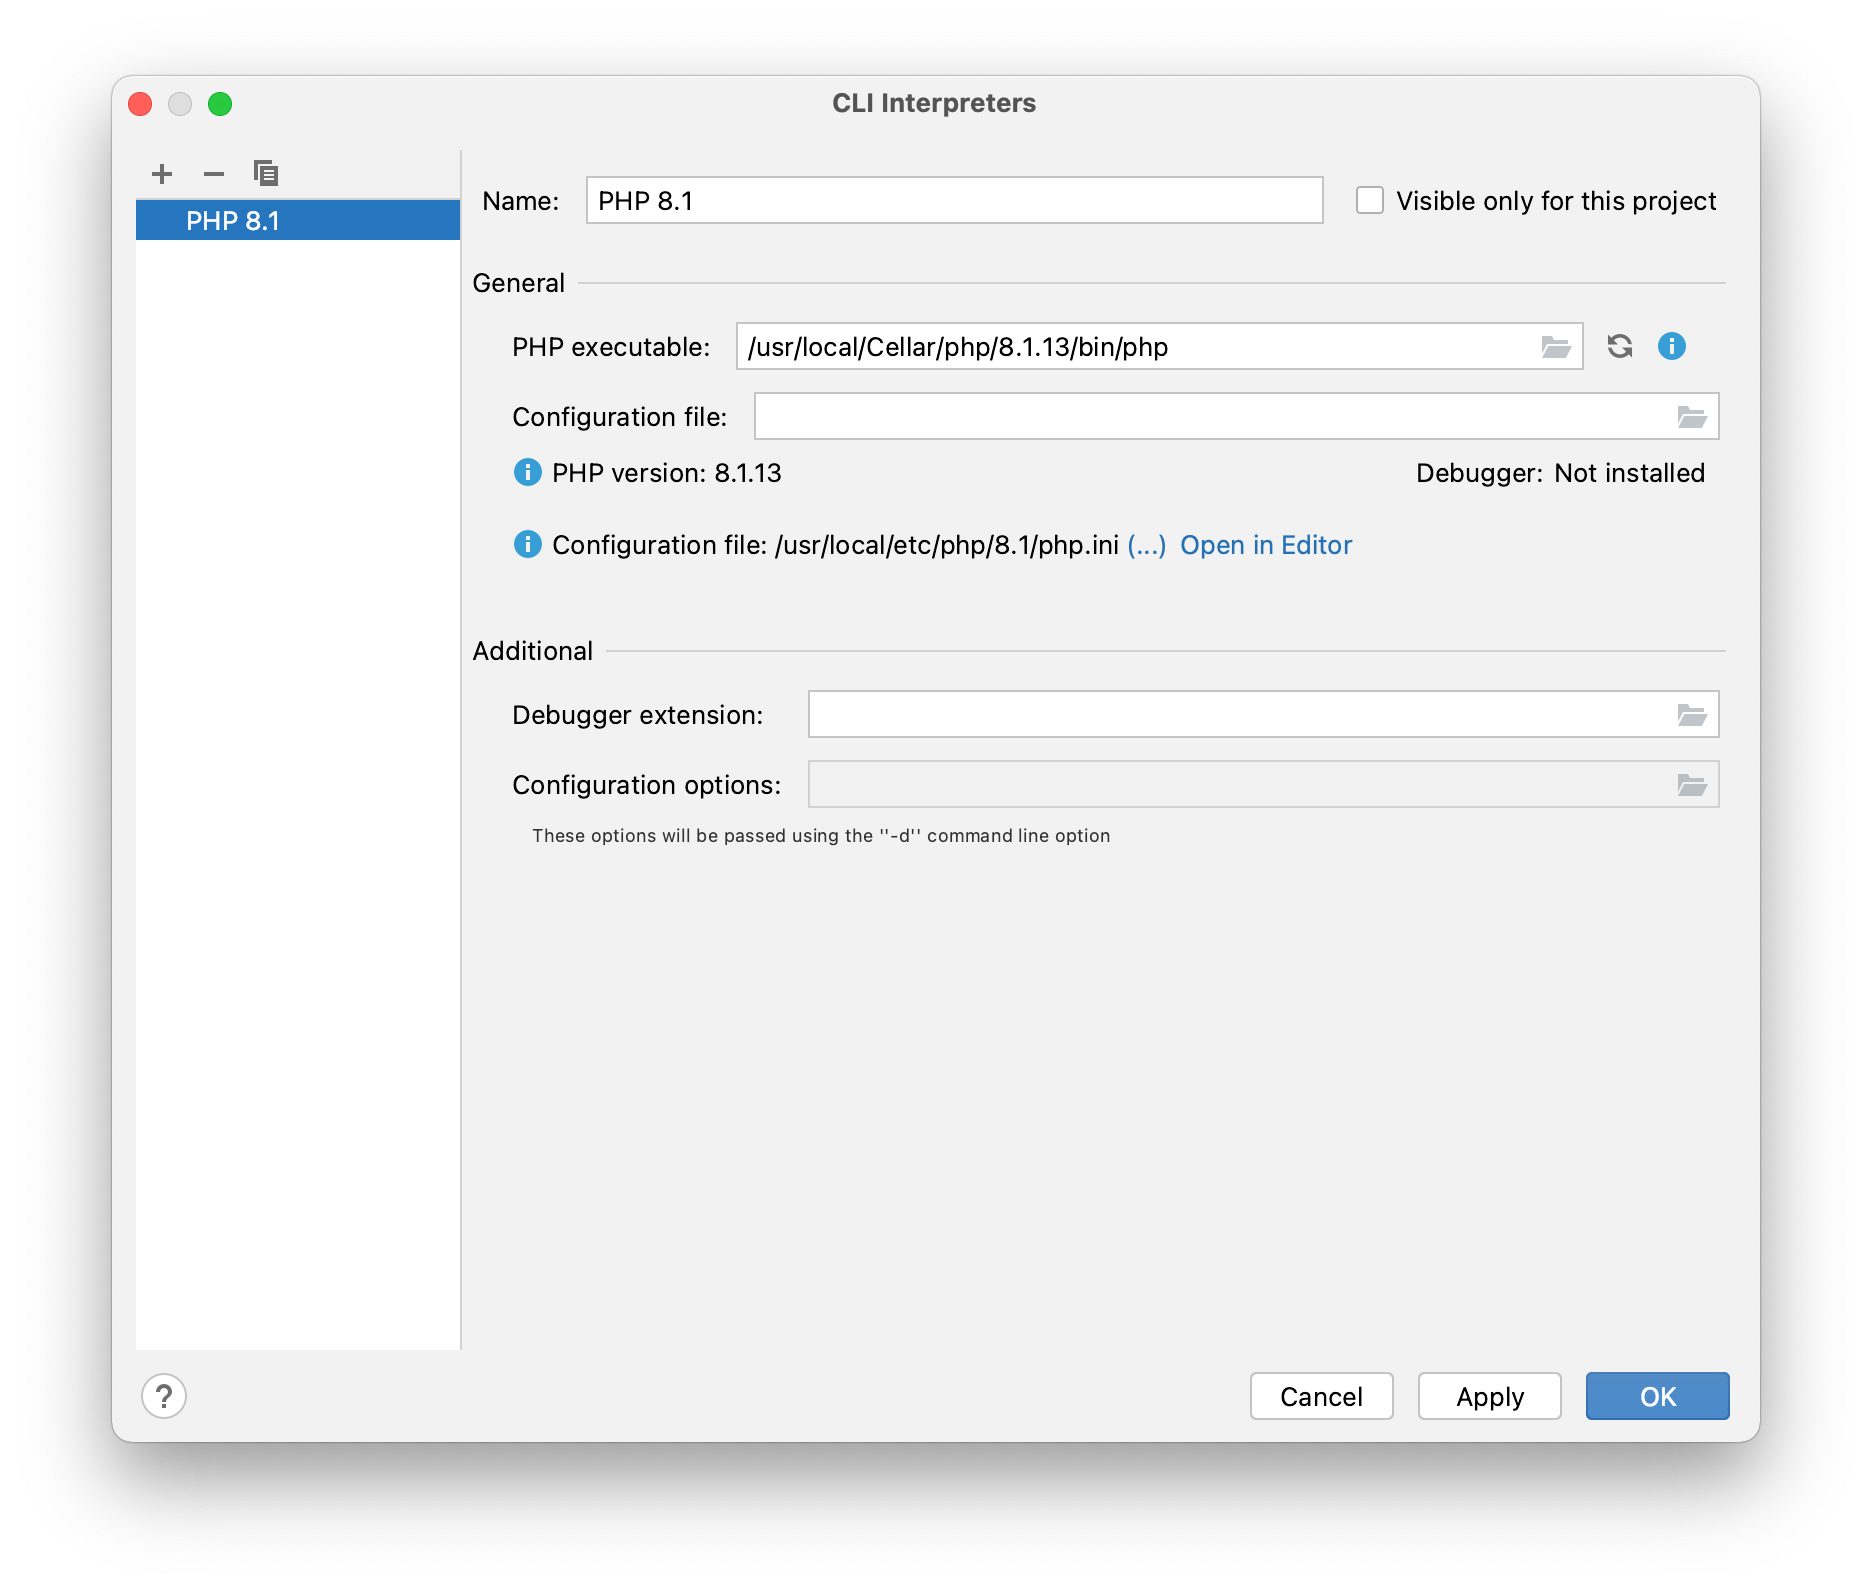 CLI Interpreters
PHP 8.1
Name: PHP 8.1 Visible only for this project
General
PHP executable: /usr/local/Cellar/php/8.1.13/bin/php
Configuration file:
PHP version: 8.1.13 Debugger: Not installed
Configuration file: /usr/local/etc/php/8.1/php.ini (...) Open in Editor
Additional
Debugger extension:
Configuration options:
These options will be passed using the ''-d'' command line option
? Cancel Apply OK